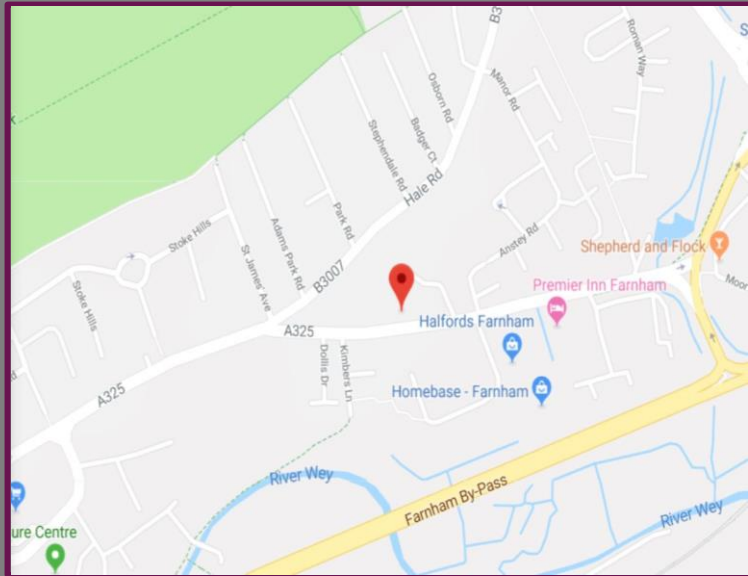 B3
Roman Way
S
Osborn Rd
Manor Rd
Badger Ct
Stephendale Rd
Hale Rd
Park Rd
Adams Park Rd
Stoke Hills
St James' Ave
B3007
Anstey Rd
Shepherd and Flock
Moor
Stoke Hills
Premier Inn Farnham
A325
Halfords Farnham
Dollis Dr
Kimbers Ln
A325
Homebase - Farnham
River Wey
Farnham By-Pass
River Wey
ure Centre